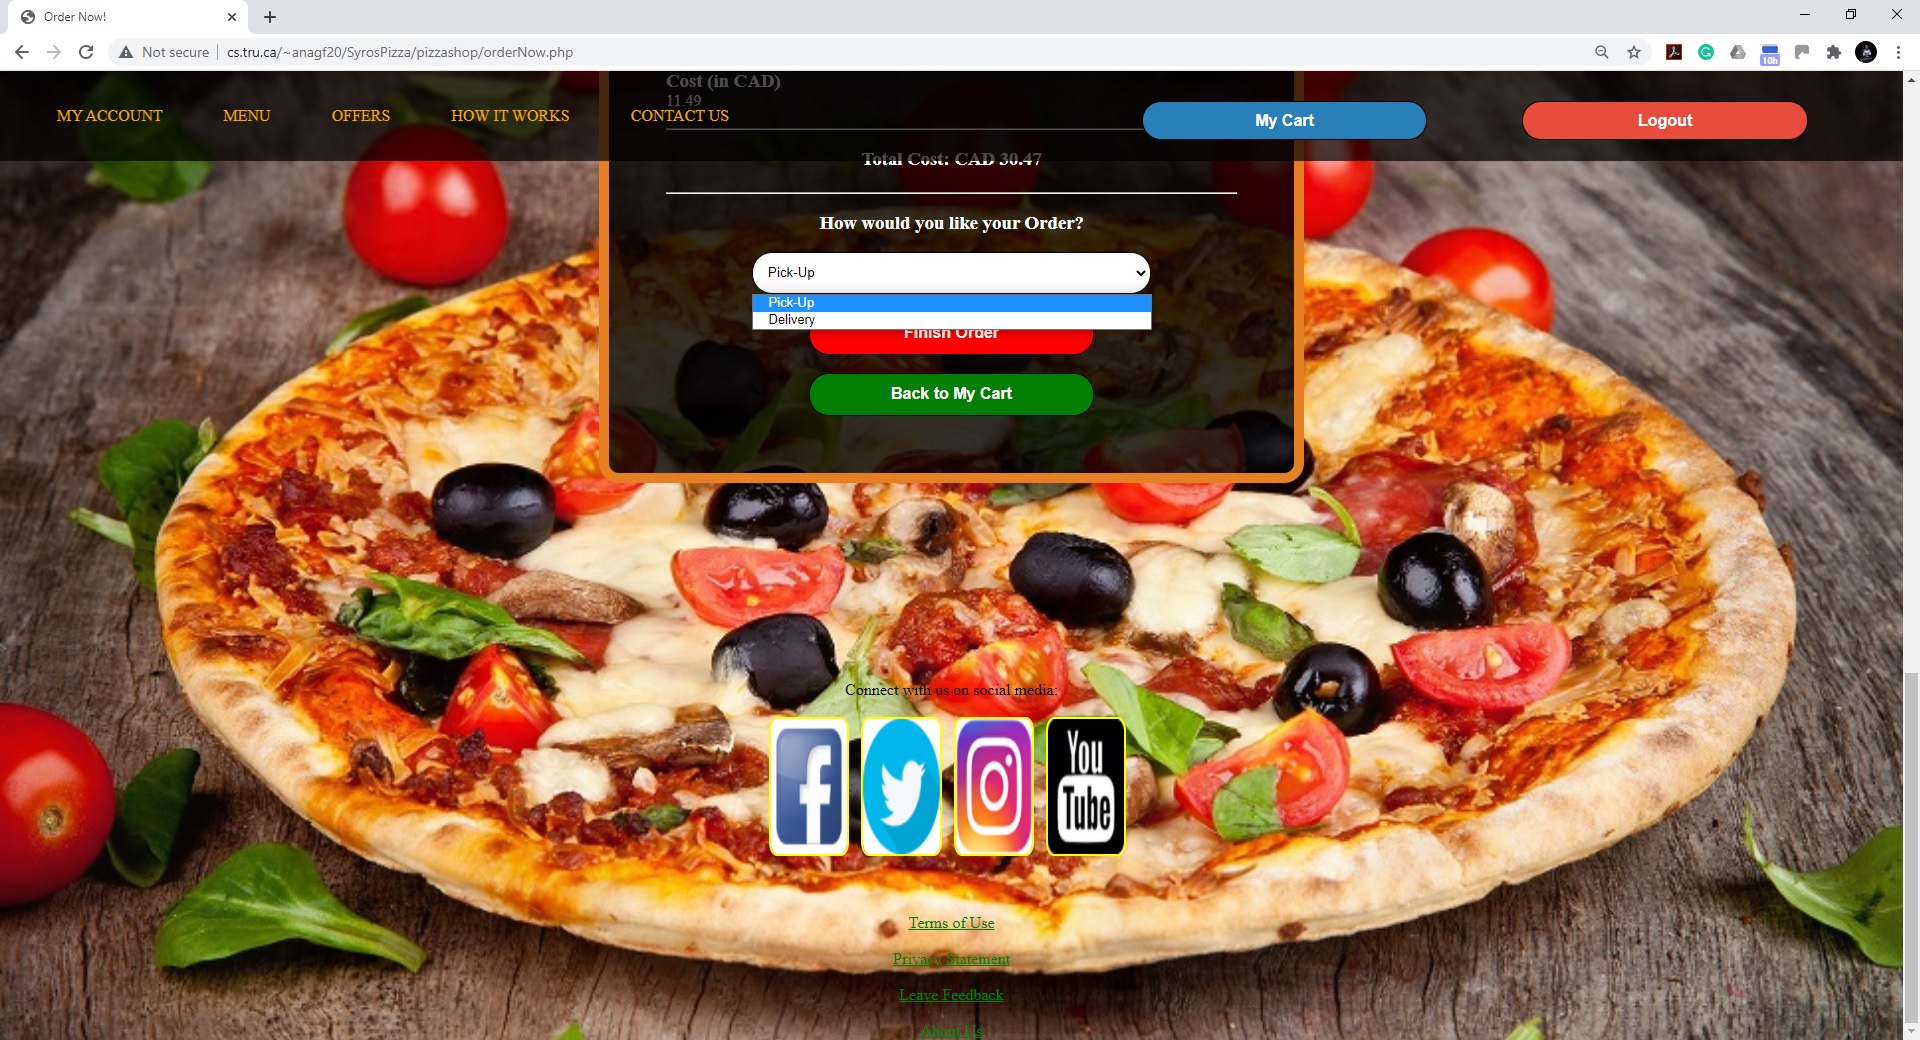 Order Now!
Not secure
cs.tru.ca/~anagf20/SyrosPizza/pizzashop/orderNow.php
10h
Cost (in CAD)
11.49
MY ACCOUNT
MENU
OFFERS
HOW IT WORKS
CONTACT US
My Cart
Logout
Total Cost: CAD 30.47
How would you like your Order?
Pick-Up
Pick-Up
Delivery
Finish Order
Back to My Cart
Connect with us on social media:
You
Tube
Terms of Use
Privacy Statement
Leave Feedback
About Us